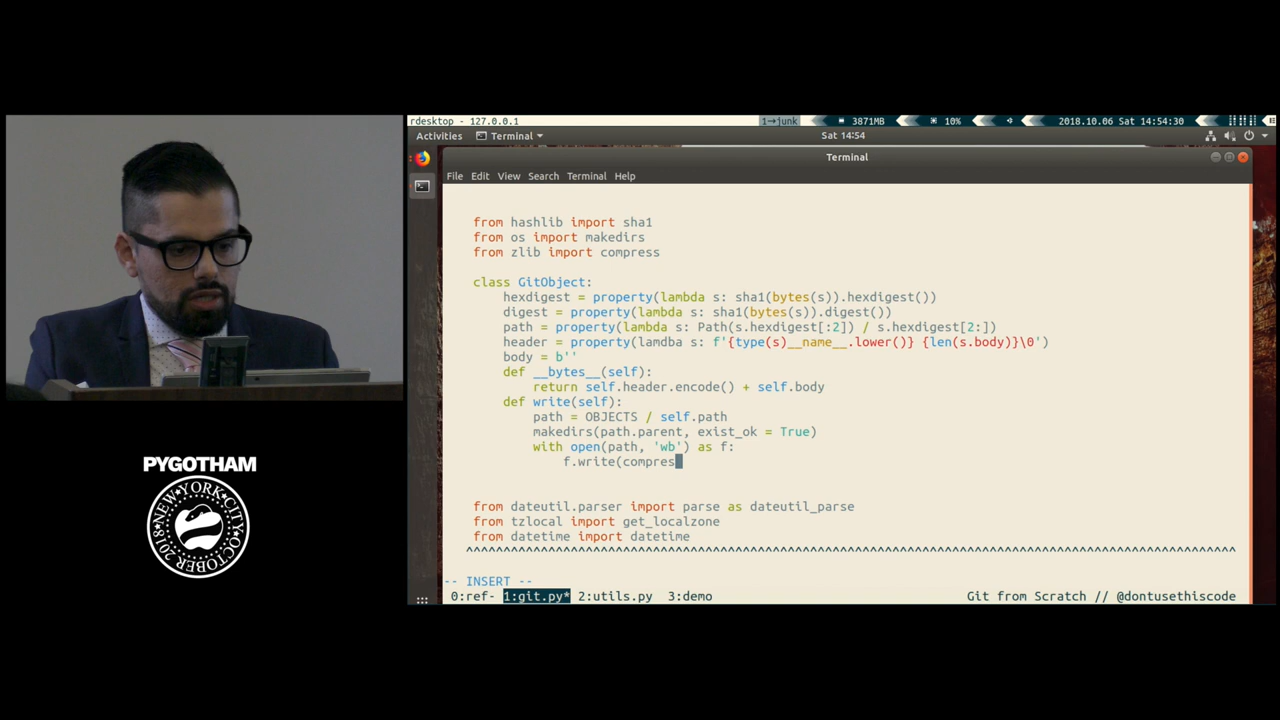 rdesktop - 127.0.0.1
1→junk
3871MB
10%
2018.10.06 Sat 14:54:30
Activities
Terminal
Sat 14:54
Terminal
File Edit View Search Terminal Help
from hashlib import sha1
from os import makedirs
from zlib import compress
class GitObject:
hexdigest = property(lambda s: sha1(bytes(s)).hexdigest())
digest = property(lambda s: sha1(bytes(s)).digest())
path = property(lambda s: Path(s.hexdigest[:2]) / s.hexdigest[2:])
header = property(lamdba s: f'{type(s)__name__.lower()} {len(s.body)}\0')
body = b''
def __bytes__(self):
return self.header.encode() + self.body
def write(self):
path = OBJECTS / self.path
makedirs(path.parent, exist_ok = True)
with open(path, 'wb') as f:
f.write(compres
from dateutil.parser import parse as dateutil_parse
from tzlocal import get_localzone
from datetime import datetime
^^^^^^^^^^^^^^^^^^^^^^^^^^^^^^^^^^^^^^^^^^^^^^^^^^^^^^^^^^^^^^^^^^^^^^^^^^^^^^^^^^^^^^^^^^^^^^^^^^^^^^^
-- INSERT --
0:ref- 1:git.py* 2:utils.py 3:demo
Git from Scratch // @dontusethiscode
PYGOTHAM
NEW·YORK·CITY·OCTOBER·2018